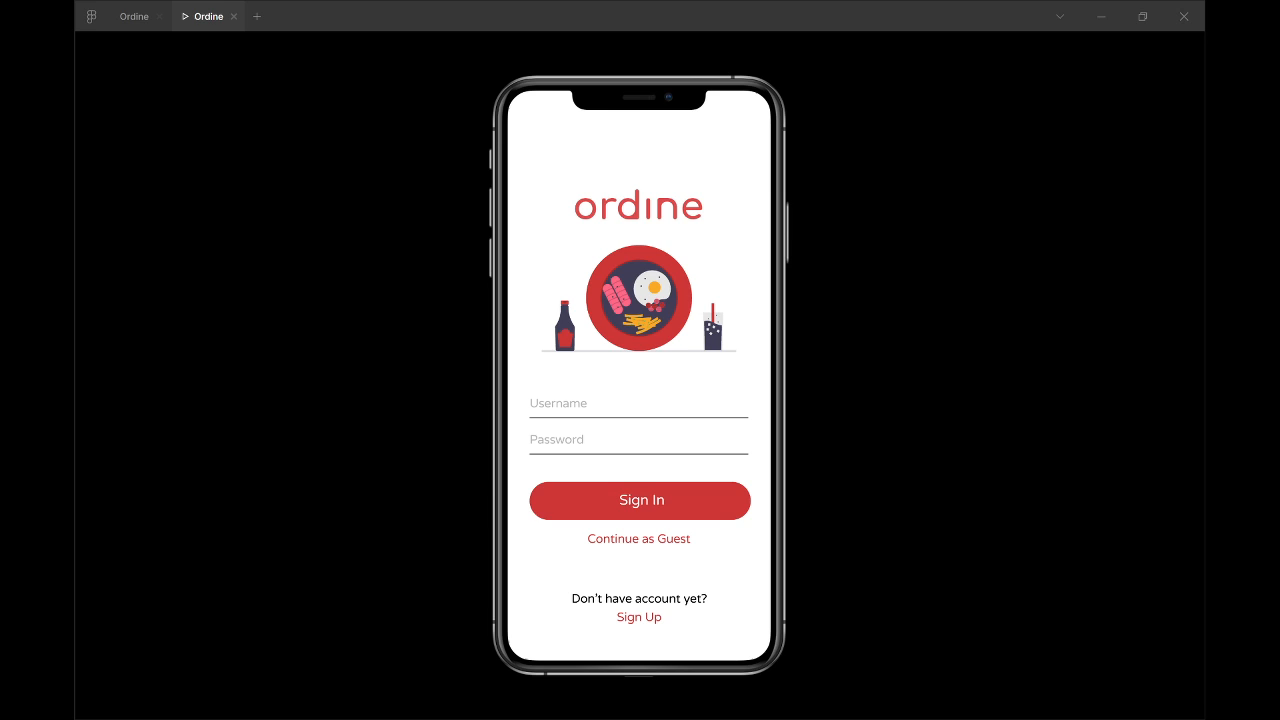 Ordine
Ordine
ordine
Username
Password
Sign In
Continue as Guest
Don't have account yet?
Sign Up